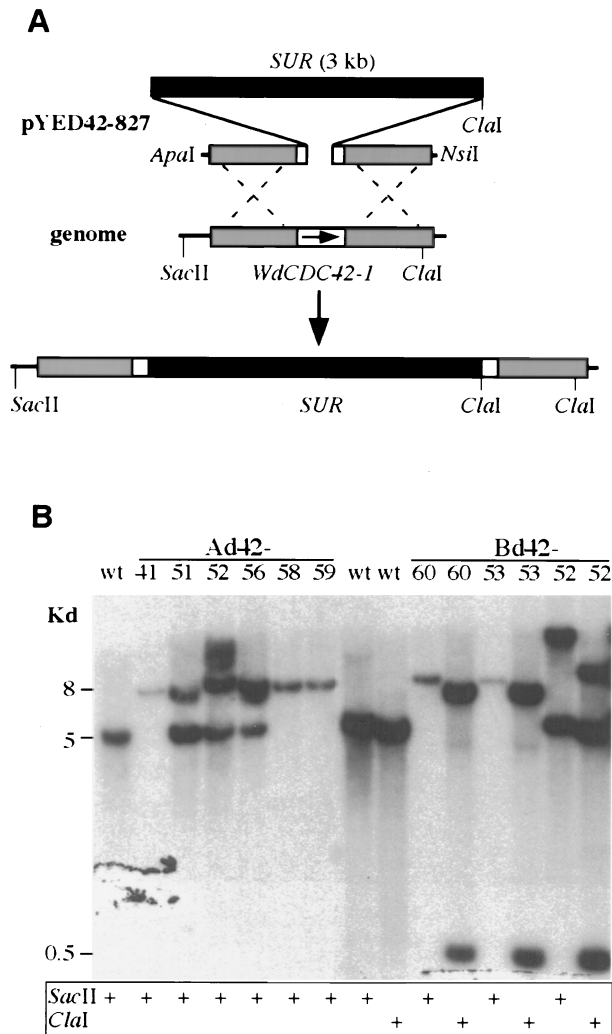 A
SUR (3 kb)
pYED42-827
ClaI
ApaI
NsiI
genome
SacII
WdCDC42-1
ClaI
SacII
SUR
ClaI
ClaI
B
Ad42-
Bd42-
wt 41 51 52 56 58 59 wt wt 60 60 53 53 52 52
Kd
8
5
0.5
SacII + + + + + + + + + + +
ClaI + + + +